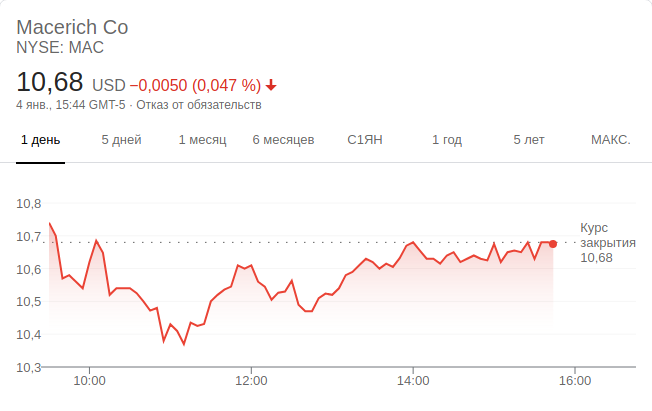 Macerich Co
NYSE: MAC
10,68 USD −0,0050 (0,047 %)
4 янв., 15:44 GMT-5 · Отказ от обязательств
1 день 5 дней 1 месяц 6 месяцев С1ЯН 1 год 5 лет МАКС.
10,8
10,7
10,6
10,5
10,4
10,3
Курс
закрытия
10,68
10:00 12:00 14:00 16:00